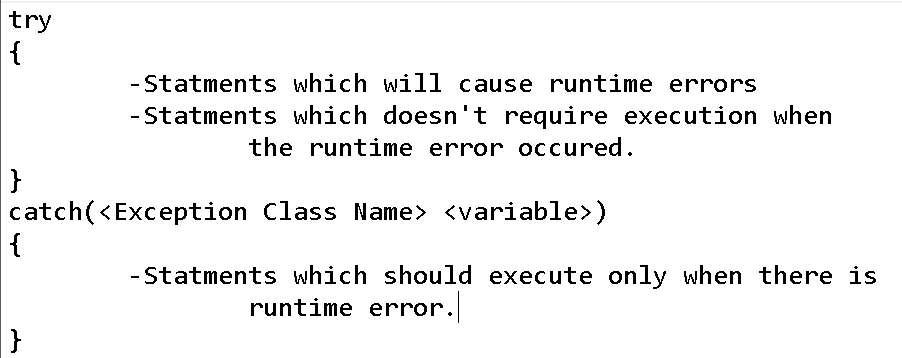 try
{
-Statments which will cause runtime errors
-Statments which doesn't require execution when
the runtime error occured.
}
catch(<Exception Class Name> <variable>)
{
-Statments which should execute only when there is
runtime error.
}